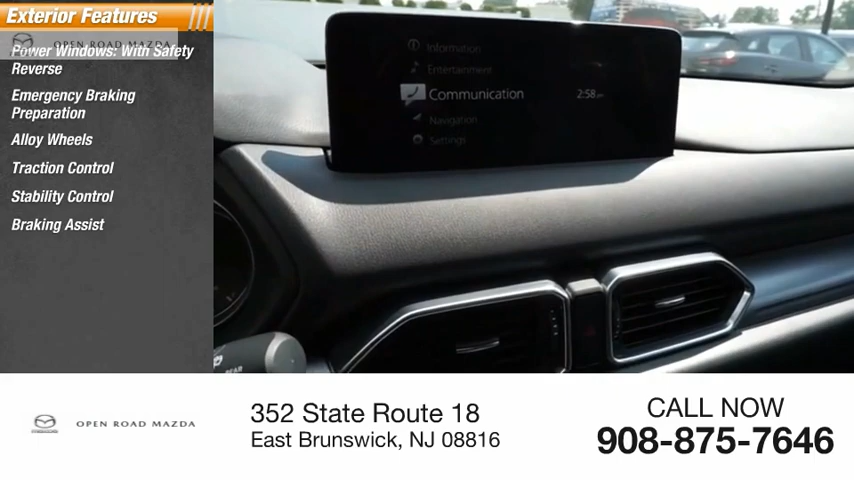 Exterior Features
OPEN ROAD MAZDA
Power Windows: With Safety
Reverse
Emergency Braking
Preparation
Alloy Wheels
Traction Control
Stability Control
Braking Assist
Information
Entertainment
Communication
2:58
Navigation
Settings
REAR
OPEN ROAD MAZDA
352 State Route 18
East Brunswick, NJ 08816
CALL NOW
908-875-7646